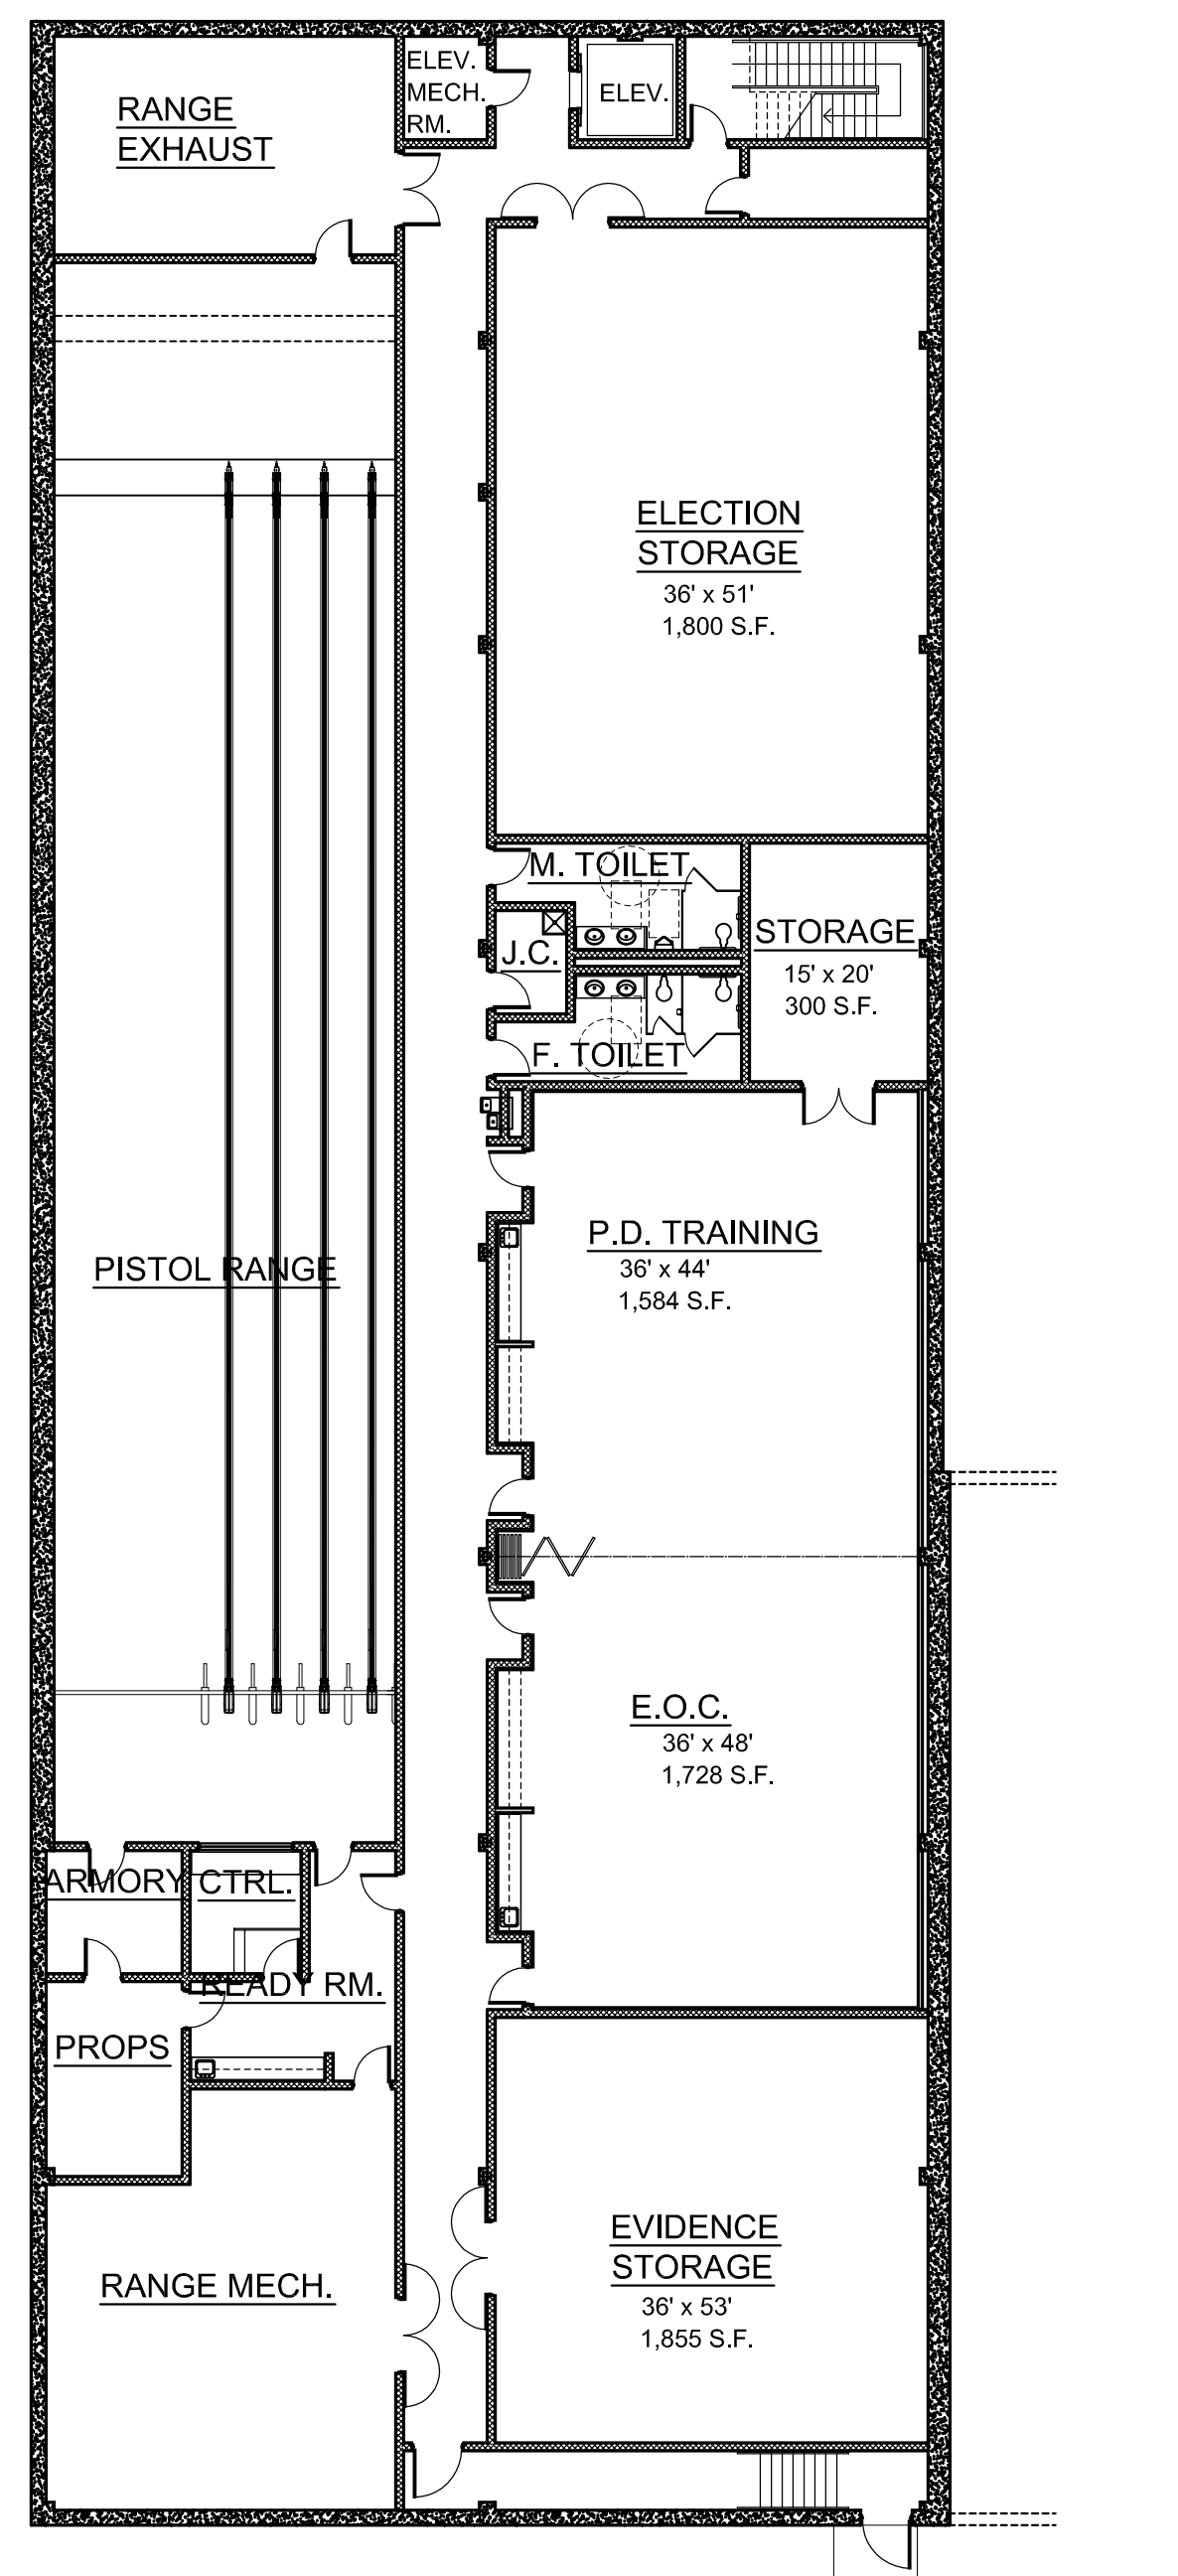 ELEV.
MECH.
RM.
ELEV.
RANGE
EXHAUST
ELECTION
STORAGE
36' x 51'
1,800 S.F.
M. TOILET
STORAGE
15' x 20'
300 S.F.
J.C.
F. TOILET
P.D. TRAINING
36' x 44'
1,584 S.F.
PISTOL RANGE
E.O.C.
36' x 48'
1,728 S.F.
ARMORY
CTRL.
READY RM.
PROPS
EVIDENCE
STORAGE
36' x 53'
1,855 S.F.
RANGE MECH.